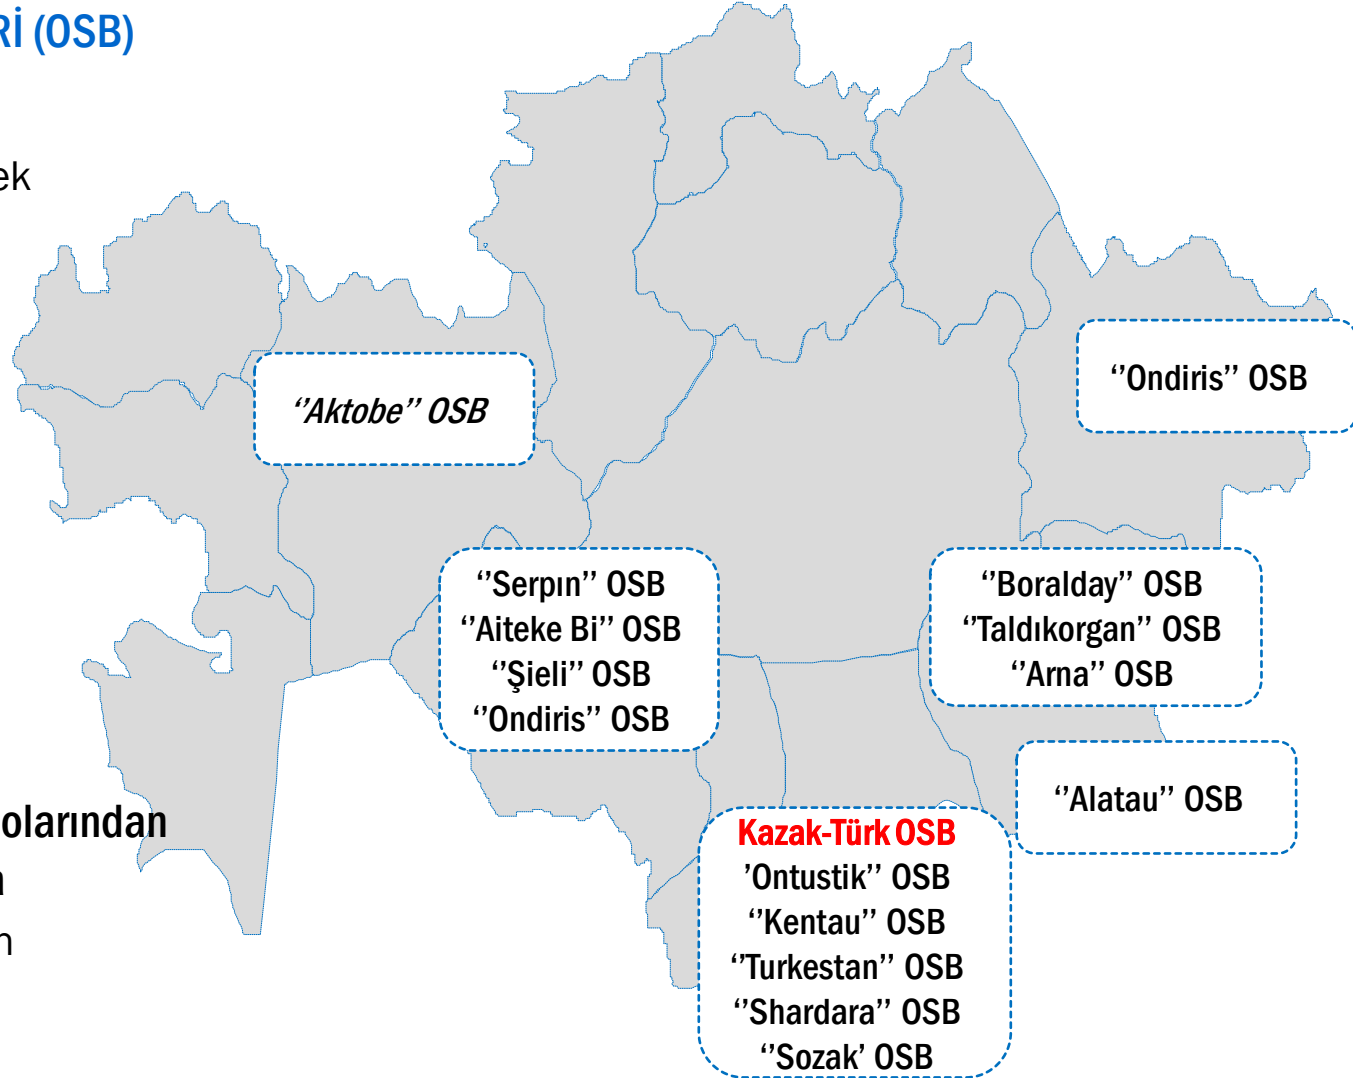 Rİ (OSB)
ek
olarından
a
n
‘’Aktobe’’ OSB
‘’Ondiris’’ OSB
‘’Serpın’’ OSB
‘’Aiteke Bi’’ OSB
‘’Şieli’’ OSB
‘’Ondiris’’ OSB
‘’Boralday’’ OSB
‘’Taldıkorgan’’ OSB
‘’Arna’’ OSB
‘’Alatau’’ OSB
Kazak-Türk OSB
’Ontustik’’ OSB
‘’Kentau’’ OSB
‘’Turkestan’’ OSB
‘’Shardara’’ OSB
‘’Sozak’ OSB